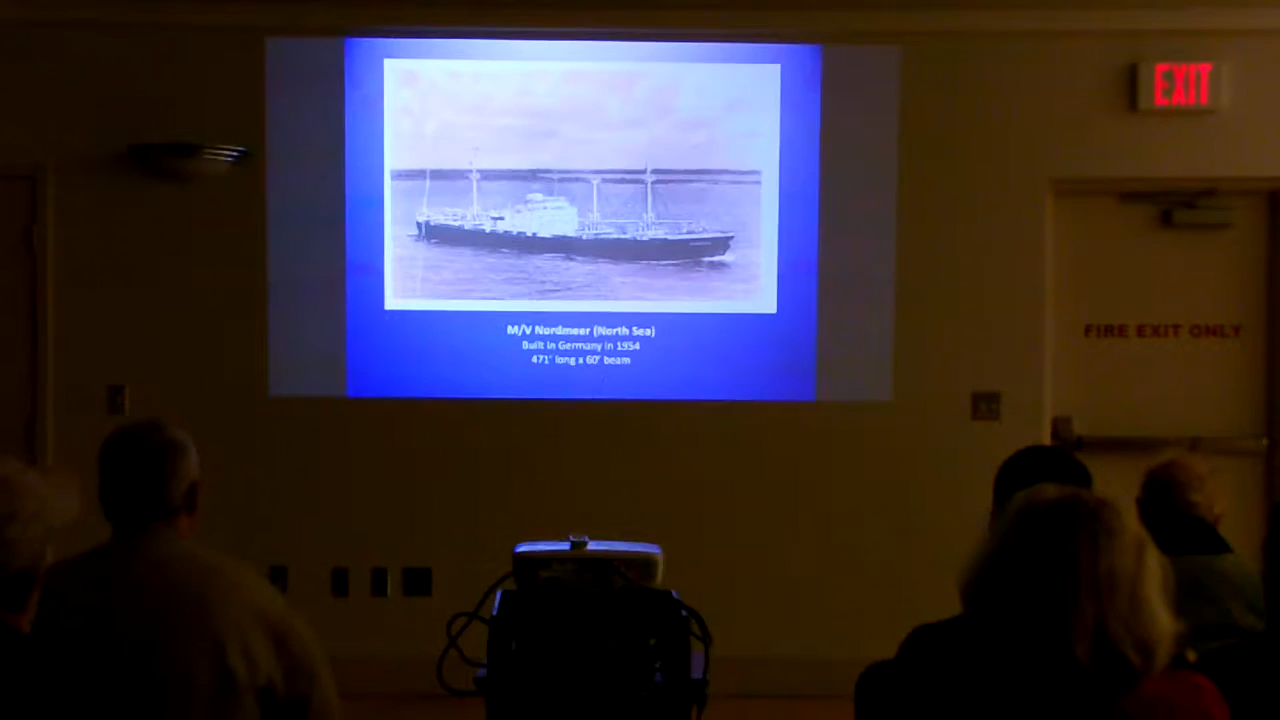 EXIT
M/V Nordmeer (North Sea)
Built in Germany in 1954
471' long x 60' beam
FIRE EXIT ONLY